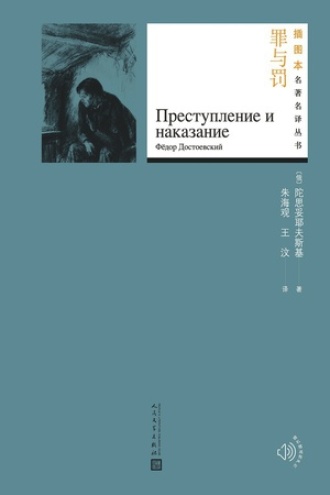 插图本名著名译丛书
罪与罚
Преступление и
наказание
Фёдор Достоевский
〔俄〕陀思妥耶夫斯基 著
朱海观 王汶 译
人民文学出版社